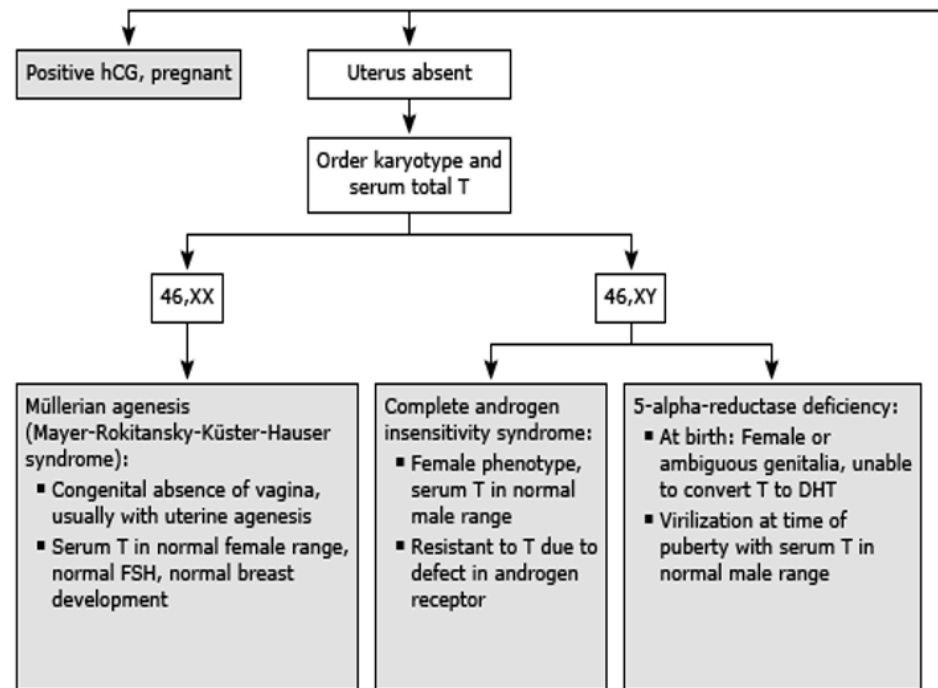 Positive hCG, pregnant
Uterus absent
Order karyotype and
serum total T
46,XX
46,XY
Müllerian agenesis
(Mayer-Rokitansky-Küster-Hauser
syndrome):
▪ Congenital absence of vagina,
usually with uterine agenesis
▪ Serum T in normal female range,
normal FSH, normal breast
development
Complete androgen
insensitivity syndrome:
▪ Female phenotype,
serum T in normal
male range
▪ Resistant to T due to
defect in androgen
receptor
5-alpha-reductase deficiency:
▪ At birth: Female or
ambiguous genitalia, unable
to convert T to DHT
▪ Virilization at time of
puberty with serum T in
normal male range